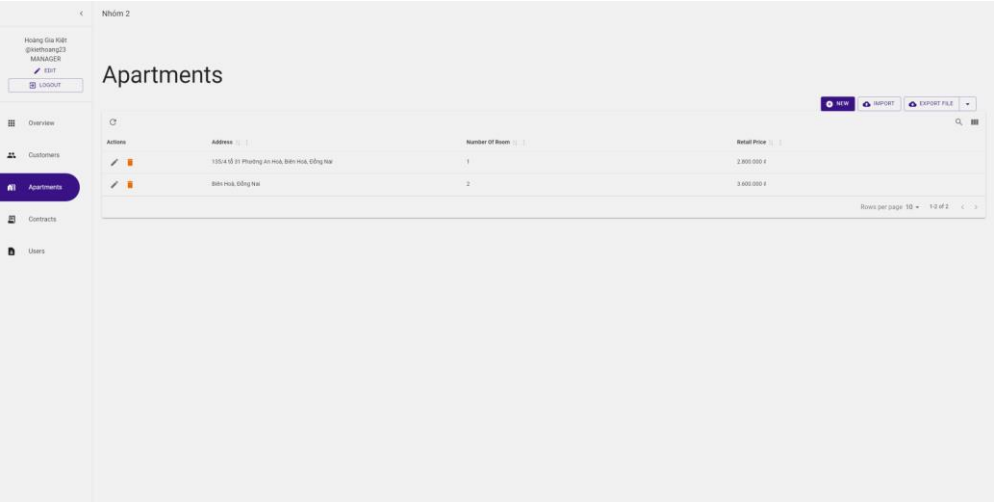 Nhóm 2
Hoàng Gia Kiệt
@kiethoang23
MANAGER
EDIT
LOGOUT
Overview
Customers
Apartments
Contracts
Users
Apartments
NEW
IMPORT
EXPORT FILE
Actions Address Number Of Room Retail Price
135/4 tổ 31 Phường An Hoà, Biên Hoà, Đồng Nai 1 2.800.000 ₫
Biên Hoà, Đồng Nai 2 3.600.000 ₫
Rows per page 10 1-2 of 2